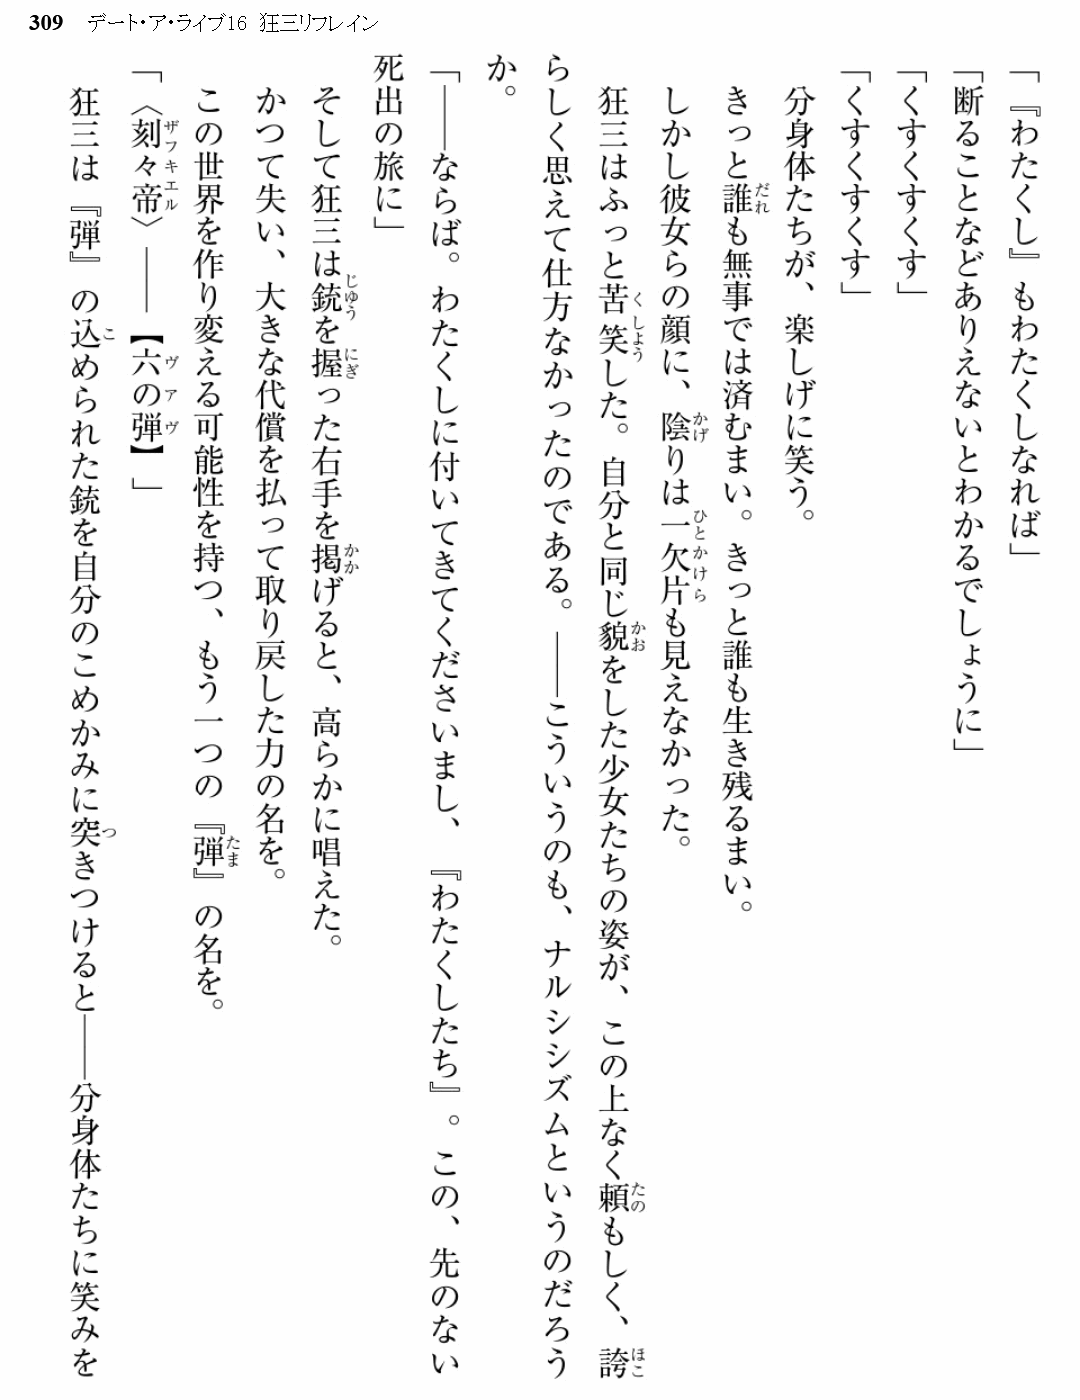 309 デート・ア・ライブ16 狂三リフレイン
「『わたくし』もわたくしなれば」
「断ることなどありえないとわかるでしょうに」
「くすくすくす」
「くすくすくす」
分身体たちが、楽しげに笑う。
きっと誰も無事では済むまい。きっと誰も生き残るまい。
しかし彼女らの顔に、陰りは一欠片も見えなかった。
狂三はふっと苦笑した。自分と同じ貌をした少女たちの姿が、この上なく頼もしく、誇
らしく思えて仕方なかったのである。――こういうのも、ナルシシズムというのだろう
か。
「――ならば。わたくしに付いてきてくださいまし、『わたくしたち』。この、先のない
死出の旅に」
そして狂三は銃を握った右手を掲げると、高らかに唱えた。
かつて失い、大きな代償を払って取り戻した力の名を。
この世界を作り変える可能性を持つ、もう一つの『弾』の名を。
「〈刻々帝〉――【六の弾】」
狂三は『弾』の込められた銃を自分のこめかみに突きつけると――分身体たちに笑みを